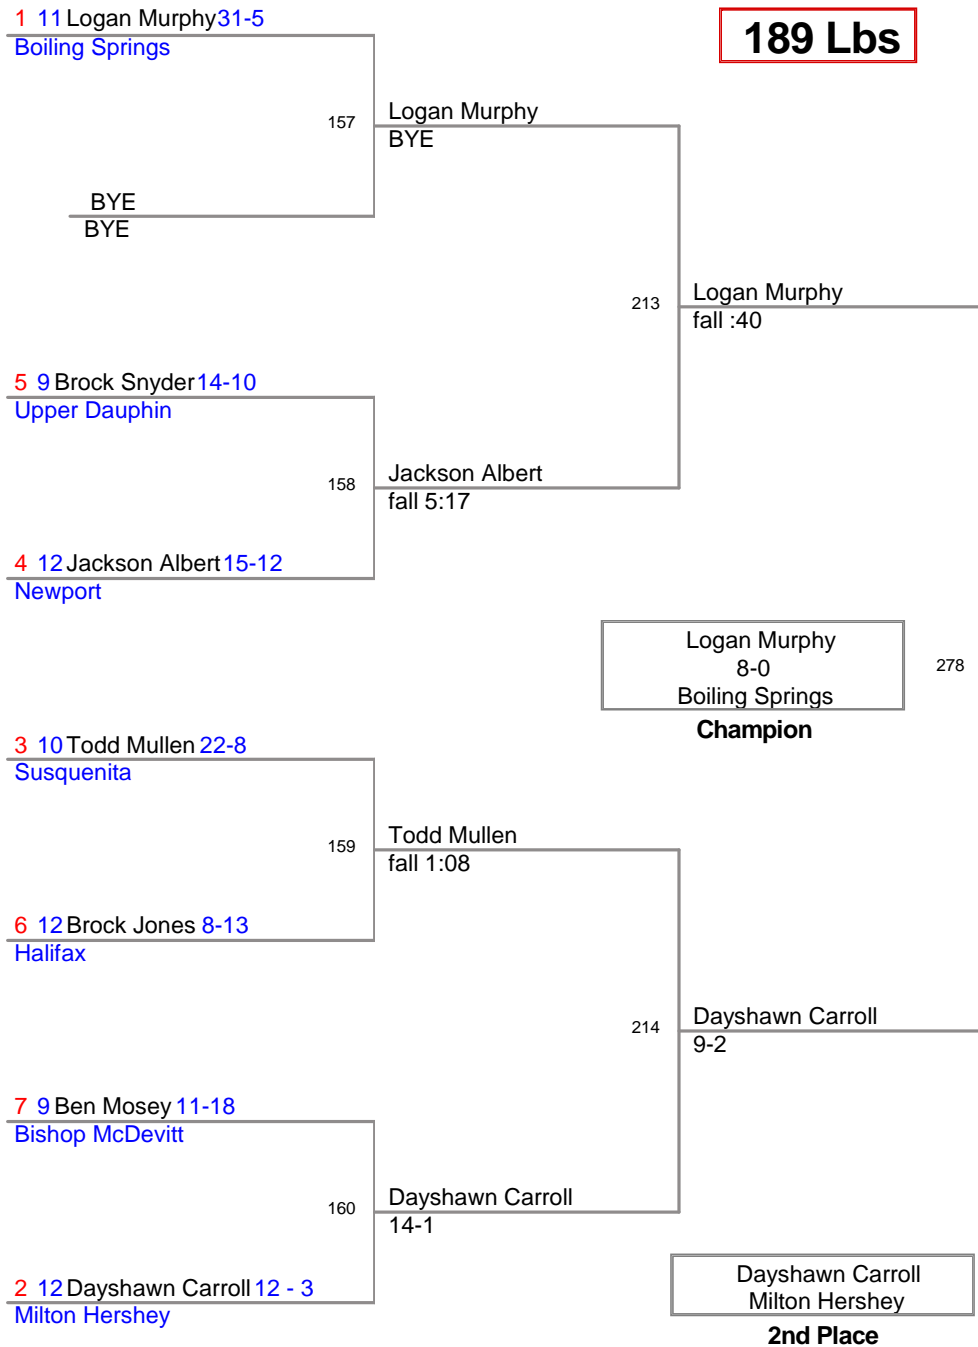 1 11 Logan Murphy 31-5
Boiling Springs
189 Lbs
157
Logan Murphy
BYE
BYE
BYE
213
Logan Murphy
fall :40
5 9 Brock Snyder 14-10
Upper Dauphin
158
Jackson Albert
fall 5:17
4 12 Jackson Albert 15-12
Newport
Logan Murphy
8-0
Boiling Springs
Champion
278
3 10 Todd Mullen 22-8
Susquenita
159
Todd Mullen
fall 1:08
6 12 Brock Jones 8-13
Halifax
214
Dayshawn Carroll
9-2
7 9 Ben Mosey 11-18
Bishop McDevitt
160
Dayshawn Carroll
14-1
2 12 Dayshawn Carroll 12 - 3
Milton Hershey
Dayshawn Carroll
Milton Hershey
2nd Place